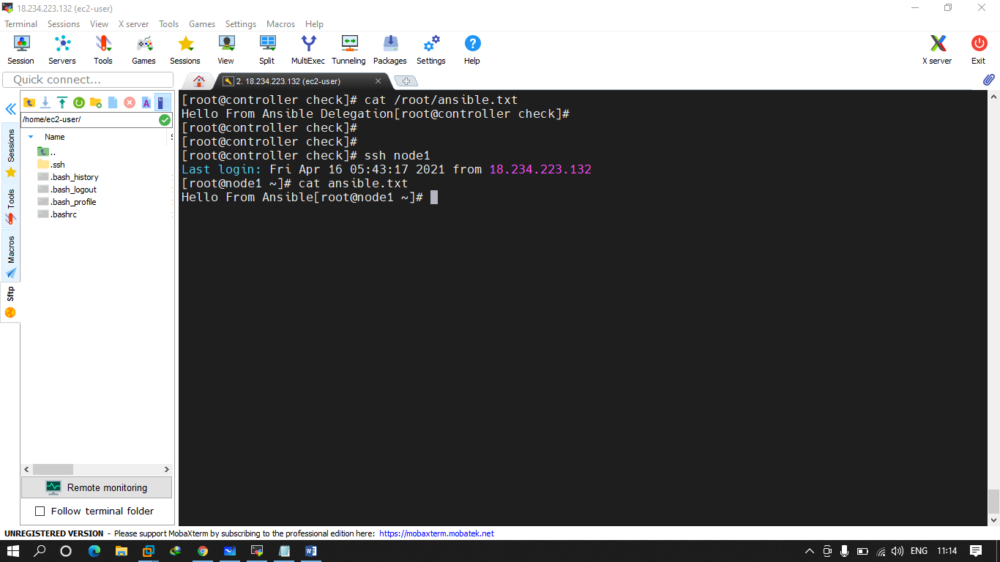 18.234.223.132 (ec2-user)
Terminal Sessions View X server Tools Games Settings Macros Help
Session Servers Tools Games Sessions View Split MultiExec Tunneling Packages Settings Help X server Exit
Quick connect...
2. 18.234.223.132 (ec2-user)
/home/ec2-user/
Name
..
.ssh
.bash_history
.bash_logout
.bash_profile
.bashrc
Sessions
Tools
Macros
Sftp
[root@controller check]# cat /root/ansible.txt
Hello From Ansible Delegation[root@controller check]#
[root@controller check]#
[root@controller check]#
[root@controller check]# ssh node1
Last login: Fri Apr 16 05:43:17 2021 from 18.234.223.132
[root@node1 ~]# cat ansible.txt
Hello From Ansible[root@node1 ~]#
Remote monitoring
Follow terminal folder
UNREGISTERED VERSION - Please support MobaXterm by subscribing to the professional edition here: https://mobaxterm.mobatek.net
ENG 11:14